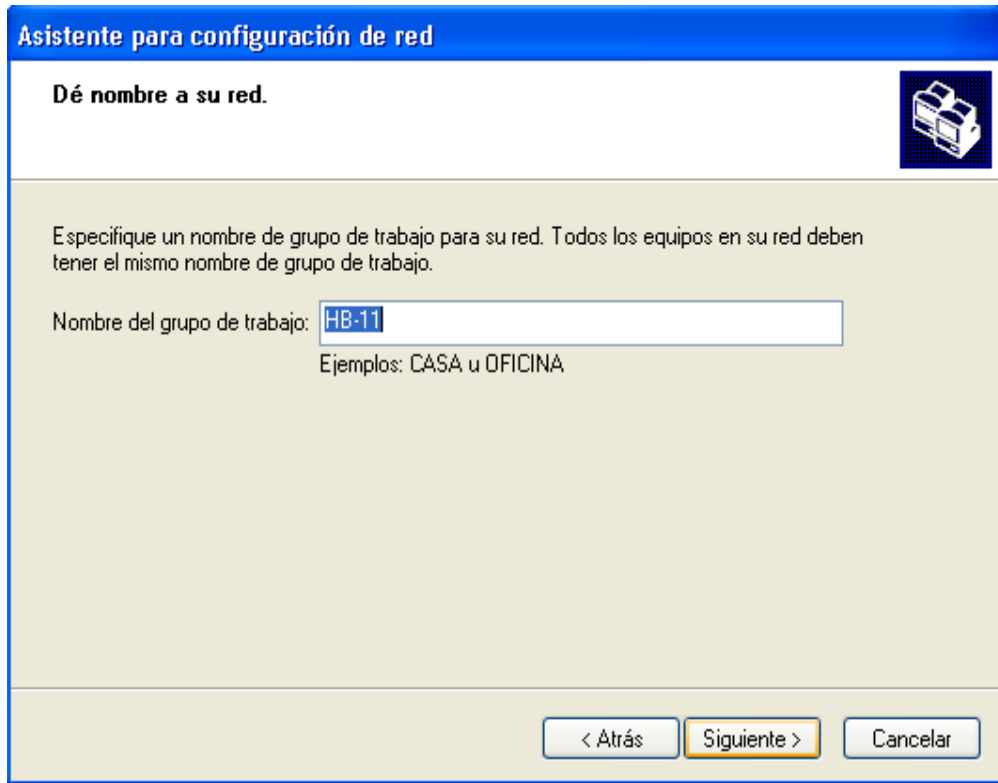 Asistente para configuración de red
Dé nombre a su red.
Especifique un nombre de grupo de trabajo para su red. Todos los equipos en su red deben
tener el mismo nombre de grupo de trabajo.
Nombre del grupo de trabajo: HB-11
Ejemplos: CASA u OFICINA
< Atrás Siguiente > Cancelar